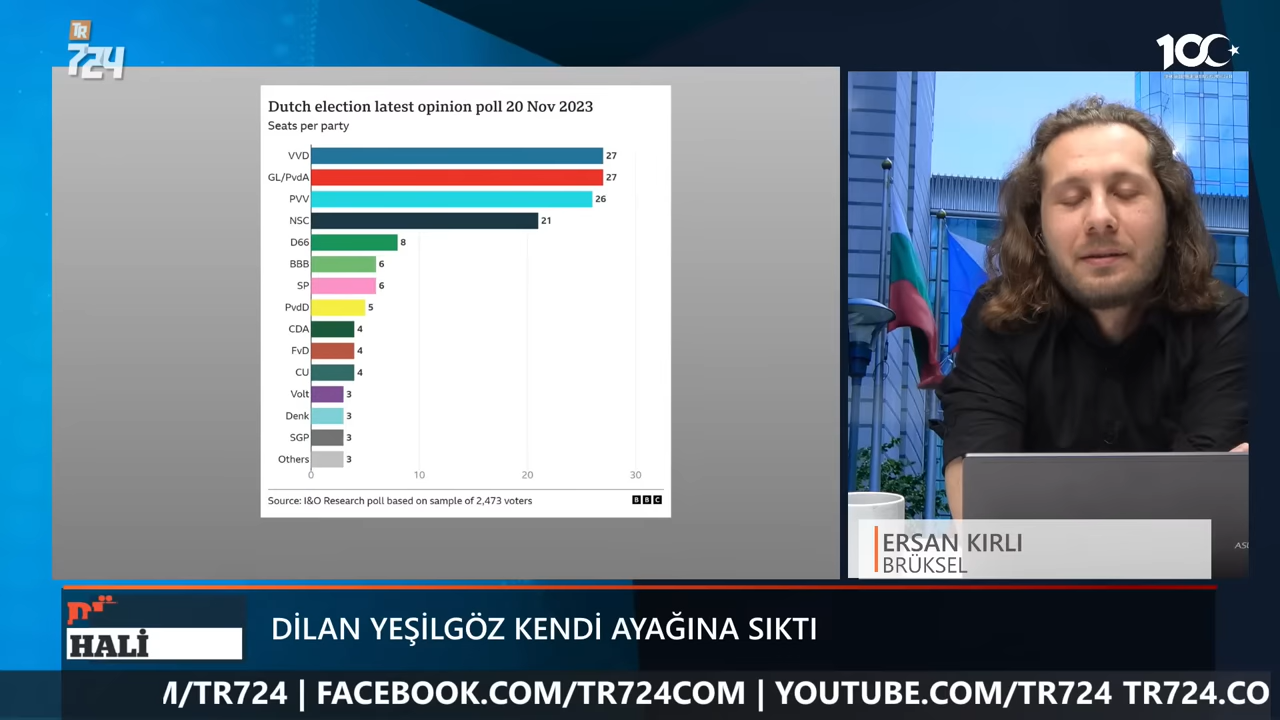 TR
724
100
Dutch election latest opinion poll 20 Nov 2023
Seats per party
VVD 27
GL/PvdA 27
PVV 26
NSC 21
D66 8
BBB 6
SP 6
PvdD 5
CDA 4
FvD 4
CU 4
Volt 3
Denk 3
SGP 3
Others 3
0 10 20 30
Source: I&O Research poll based on sample of 2,473 voters
BBC
ERSAN KIRLI
BRÜKSEL
HALİ
DİLAN YEŞİLGÖZ KENDİ AYAĞINA SIKTI
M/TR724 | FACEBOOK.COM/TR724COM | YOUTUBE.COM/TR724 TR724.CO